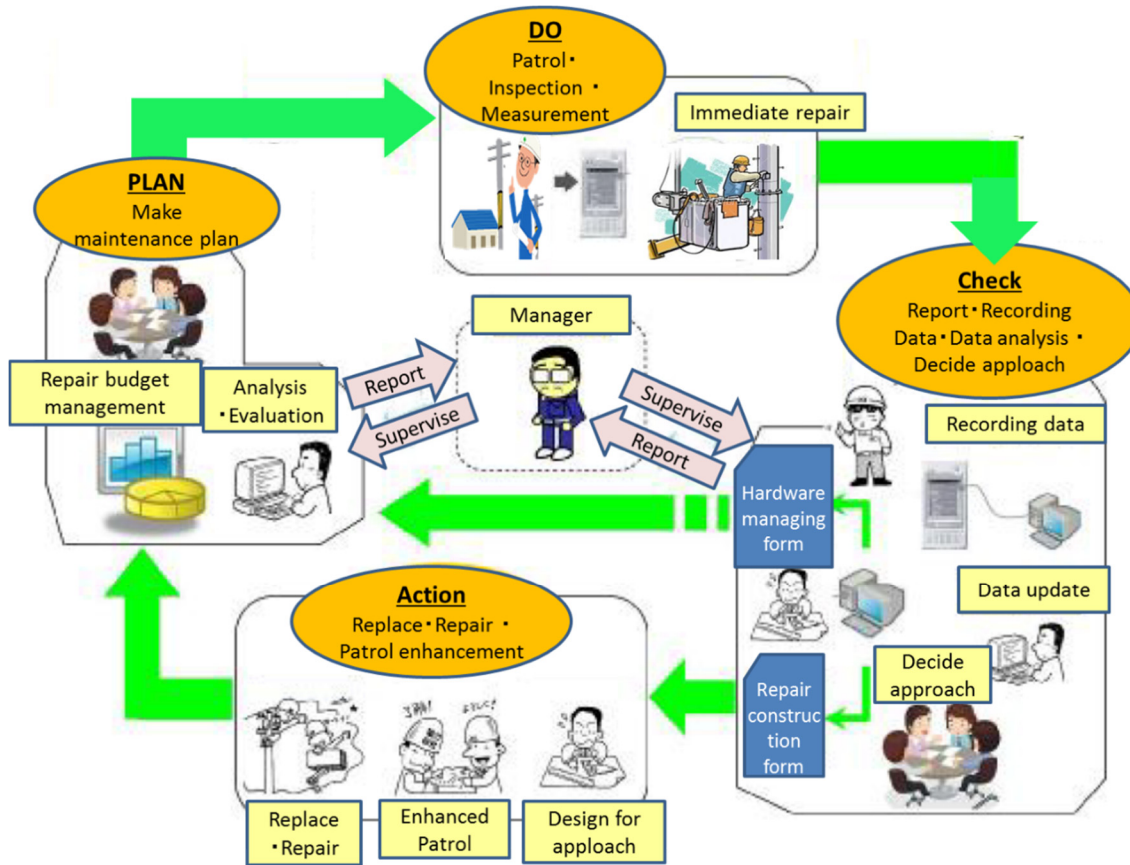 DO
Patrol・
Inspection ・
Measurement
Immediate repair
PLAN
Make
maintenance plan
Check
Report・Recording
Data・Data analysis・
Decide apploach
Manager
Repair budget
management
Analysis
・Evaluation
Report
Supervise
Supervise
Report
Recording data
Hardware
managing
form
Data update
Action
Replace・Repair ・
Patrol enhancement
Decide
approach
Repair
construc
tion
form
Replace
・Repair
Enhanced
Patrol
Design for
apploach